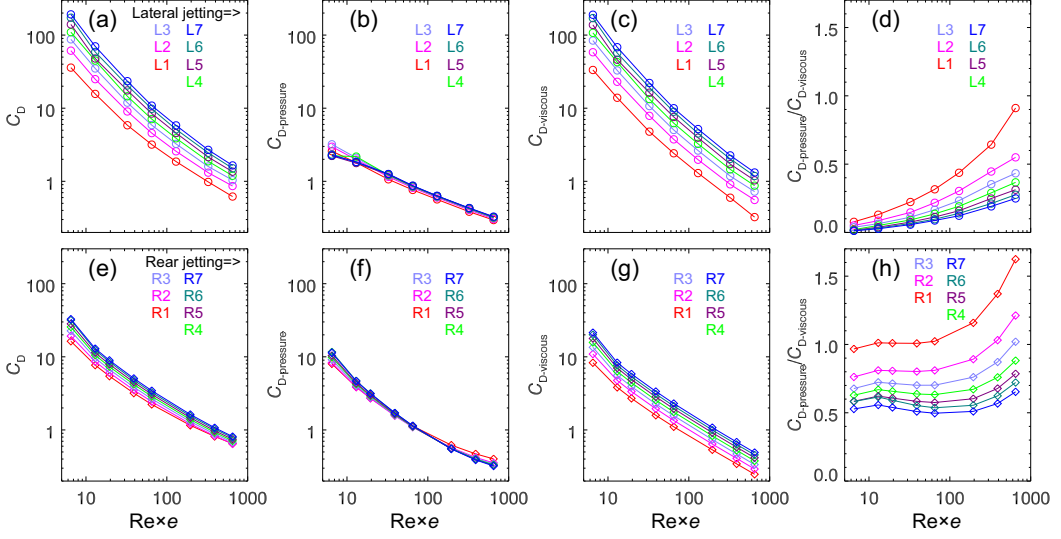 (a) Lateral jetting=>
L3 L7
L2 L6
L1 L5
L4
100
10
1
C_D
(b)
L3 L7
L2 L6
L1 L5
L4
100
10
1
C_D-pressure
(c)
L3 L7
L2 L6
L1 L5
L4
100
10
1
C_D-viscous
(d)
L3 L7
L2 L6
L1 L5
L4
1.5
1.0
0.5
0.0
C_D-pressure/C_D-viscous
(e) Rear jetting=>
R3 R7
R2 R6
R1 R5
R4
100
10
1
C_D
10 100 1000
Re×e
(f)
R3 R7
R2 R6
R1 R5
R4
100
10
1
C_D-pressure
10 100 1000
Re×e
(g)
R3 R7
R2 R6
R1 R5
R4
100
10
1
C_D-viscous
10 100 1000
Re×e
(h)
R3 R7
R2 R6
R1 R5
R4
1.5
1.0
0.5
0.0
C_D-pressure/C_D-viscous
10 100 1000
Re×e